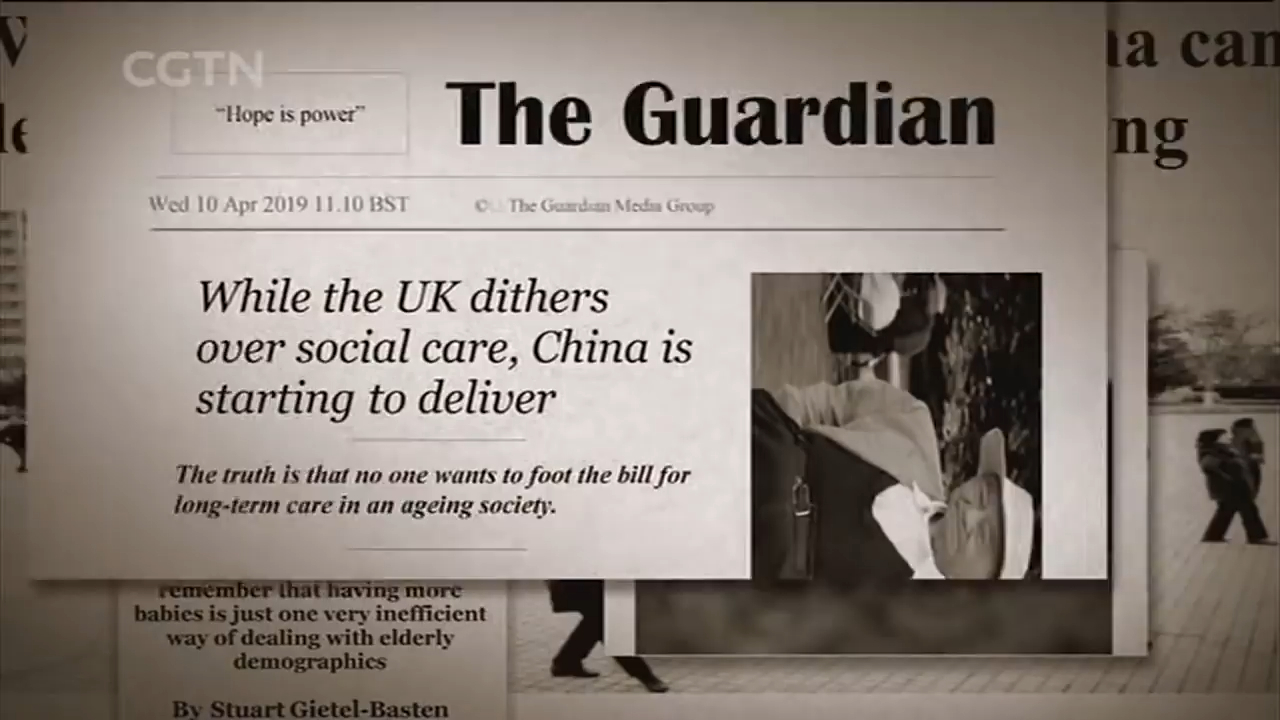 CGTN
“Hope is power”
The Guardian
Wed 10 Apr 2019 11.10 BST
© The Guardian Media Group
While the UK dithers
over social care, China is
starting to deliver
The truth is that no one wants to foot the bill for
long-term care in an ageing society.
remember that having more
babies is just one very inefficient
way of dealing with elderly
demographics
By Stuart Gietel-Basten
can
ng